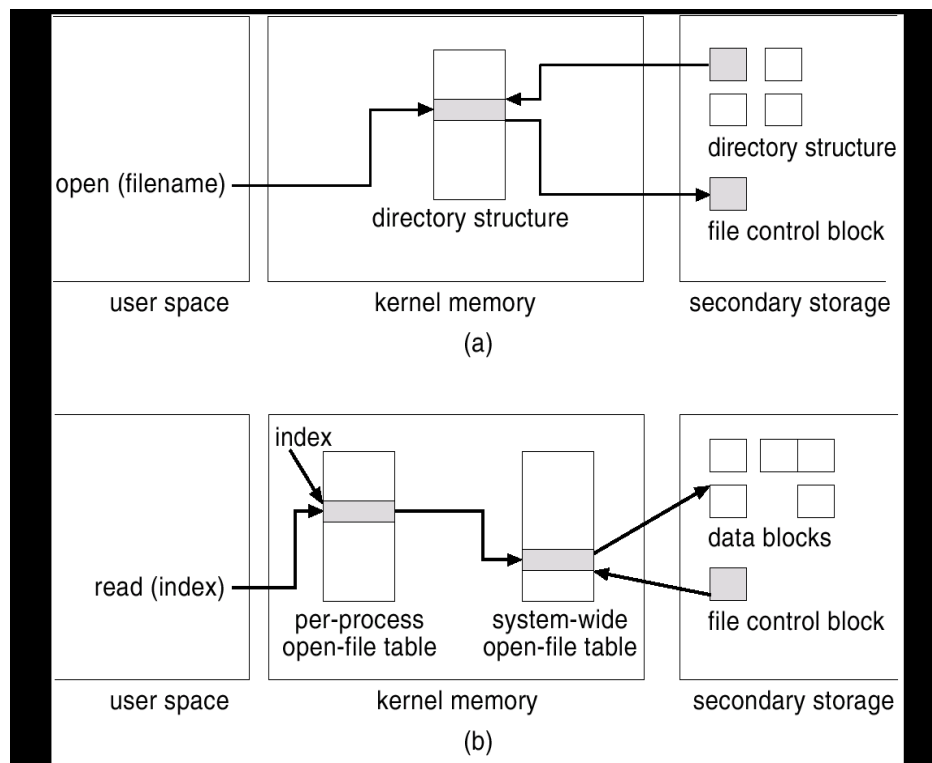 open (filename)
directory structure
directory structure
file control block
user space
kernel memory
secondary storage
(a)
index
read (index)
per-process
open-file table
system-wide
open-file table
data blocks
file control block
user space
kernel memory
secondary storage
(b)